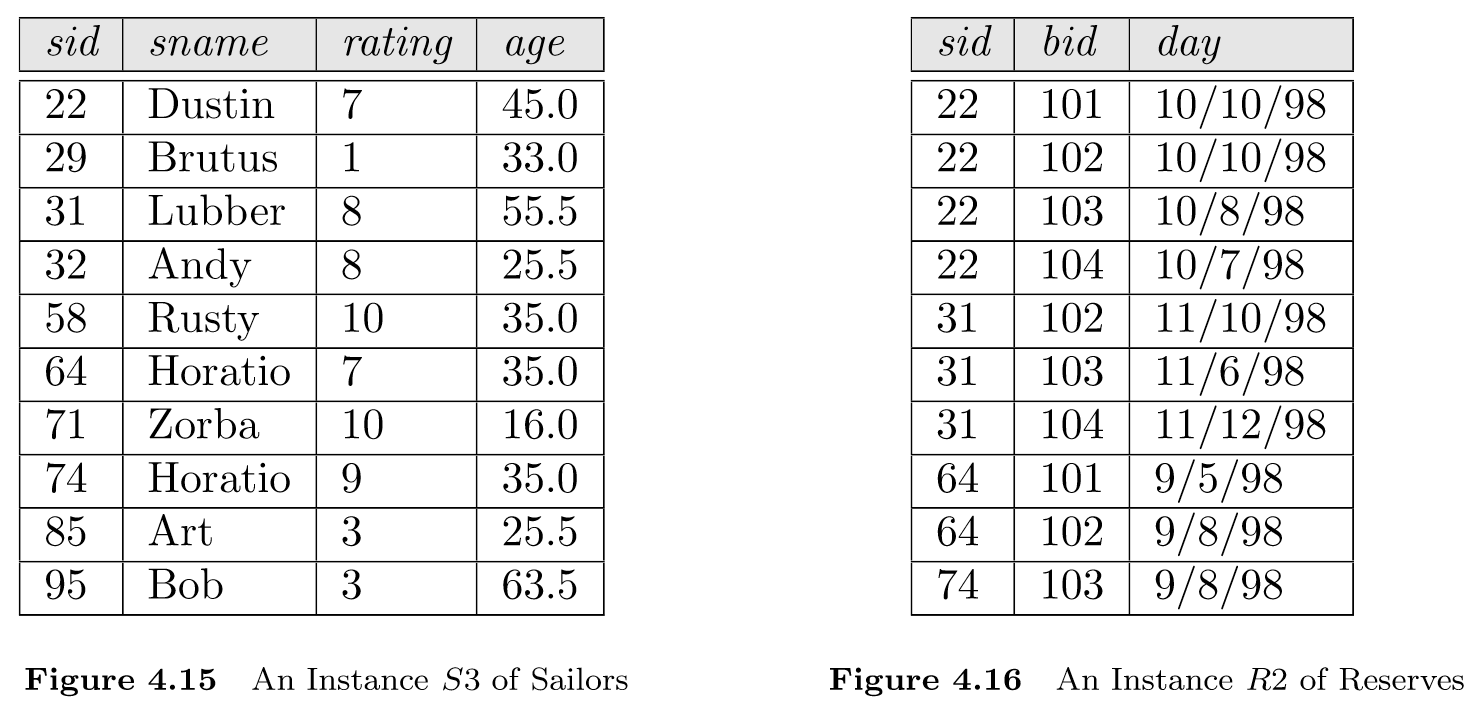 sid sname rating age
22 Dustin 7 45.0
29 Brutus 1 33.0
31 Lubber 8 55.5
32 Andy 8 25.5
58 Rusty 10 35.0
64 Horatio 7 35.0
71 Zorba 10 16.0
74 Horatio 9 35.0
85 Art 3 25.5
95 Bob 3 63.5
Figure 4.15 An Instance S3 of Sailors
sid bid day
22 101 10/10/98
22 102 10/10/98
22 103 10/8/98
22 104 10/7/98
31 102 11/10/98
31 103 11/6/98
31 104 11/12/98
64 101 9/5/98
64 102 9/8/98
74 103 9/8/98
Figure 4.16 An Instance R2 of Reserves